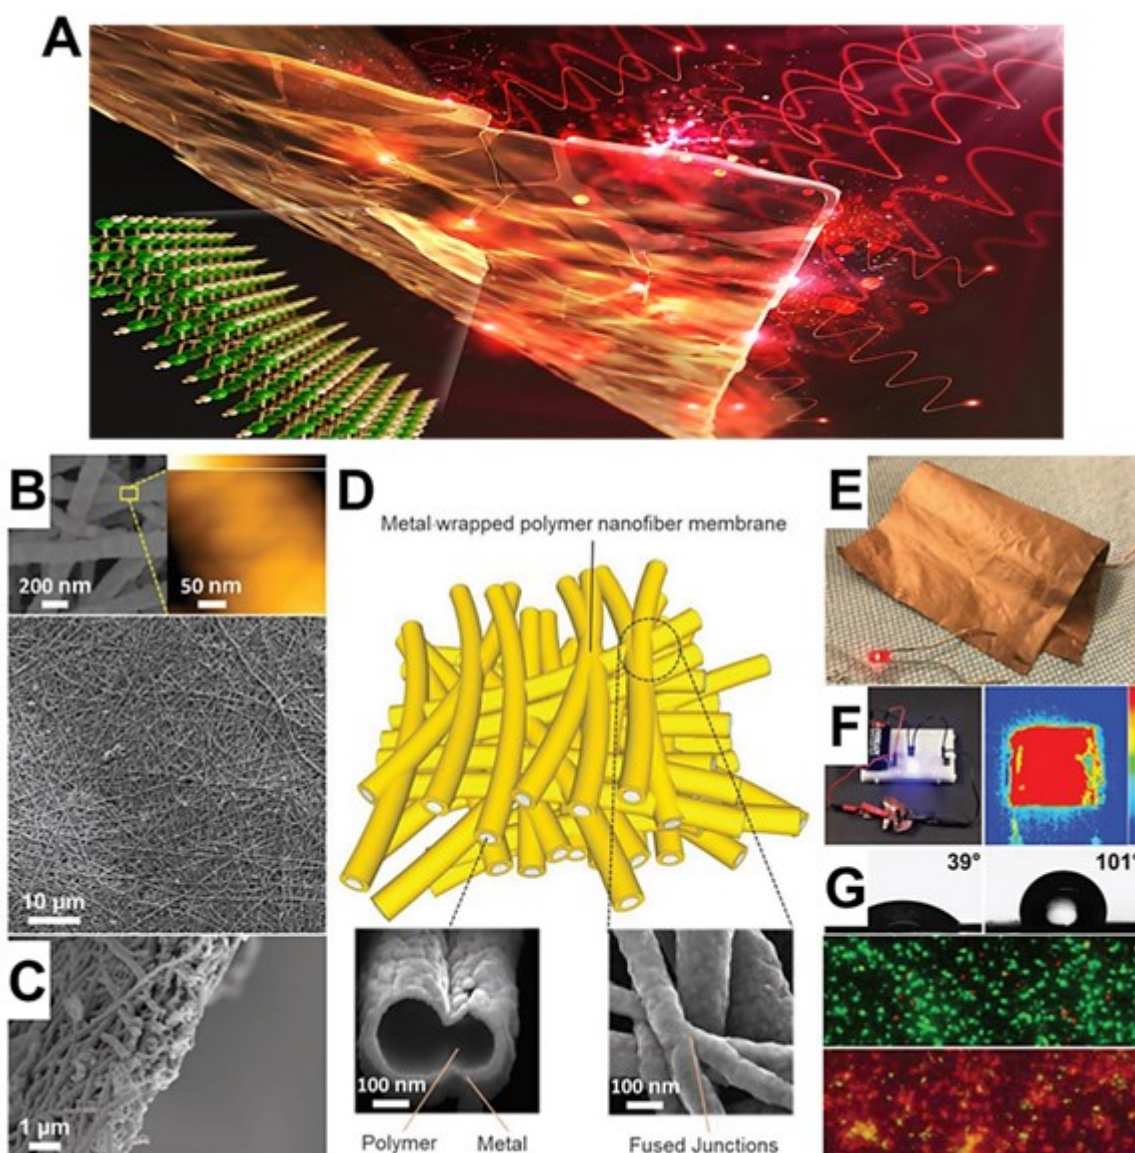 A
B
200 nm
50 nm
10 µm
C
1 µm
D
Metal wrapped polymer nanofiber membrane
100 nm
Polymer
Metal
100 nm
Fused Junctions
E
F
G
39°
101°